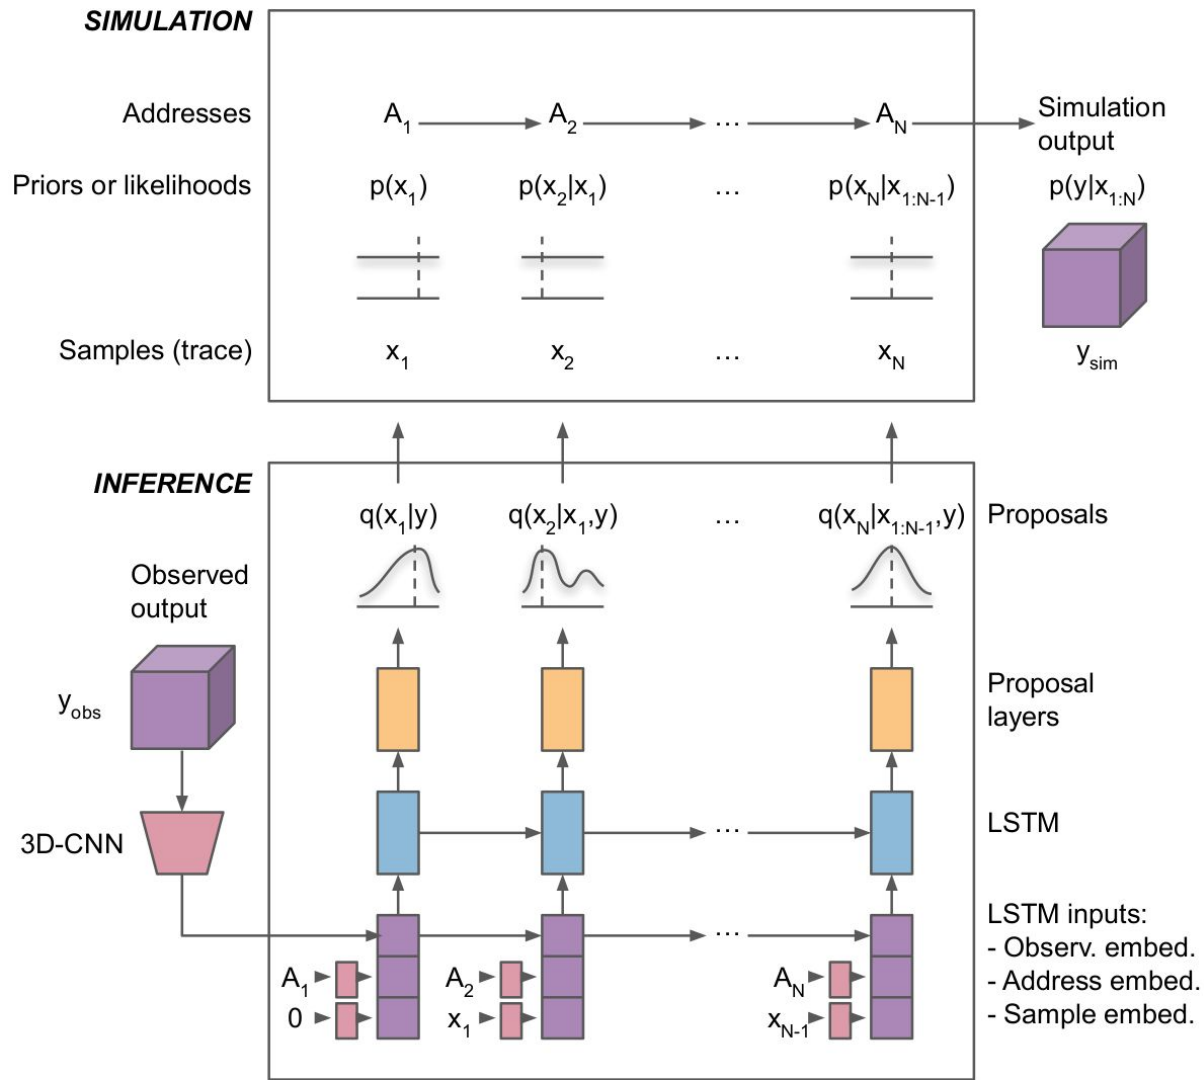 SIMULATION
Addresses
A1
A2
...
AN
Simulation
output
Priors or likelihoods
p(x1)
p(x2|x1)
...
p(xN|x1:N-1)
p(y|x1:N)
Samples (trace)
x1
x2
...
xN
ysim
INFERENCE
q(x1|y)
q(x2|x1,y)
...
q(xN|x1:N-1,y)
Proposals
Observed
output
yobs
Proposal
layers
3D-CNN
...
LSTM
...
LSTM inputs:
- Observ. embed.
- Address embed.
- Sample embed.
A1
A2
AN
0
x1
xN-1